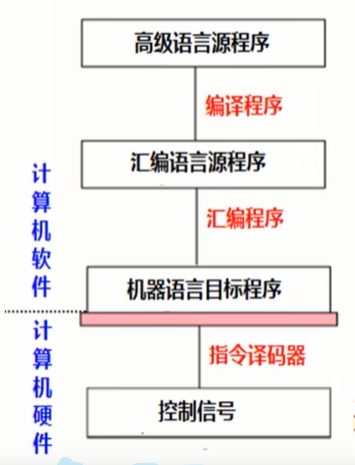 高级语言源程序
编译程序
汇编语言源程序
汇编程序
计算机软件
机器语言目标程序
计算机硬件
指令译码器
控制信号